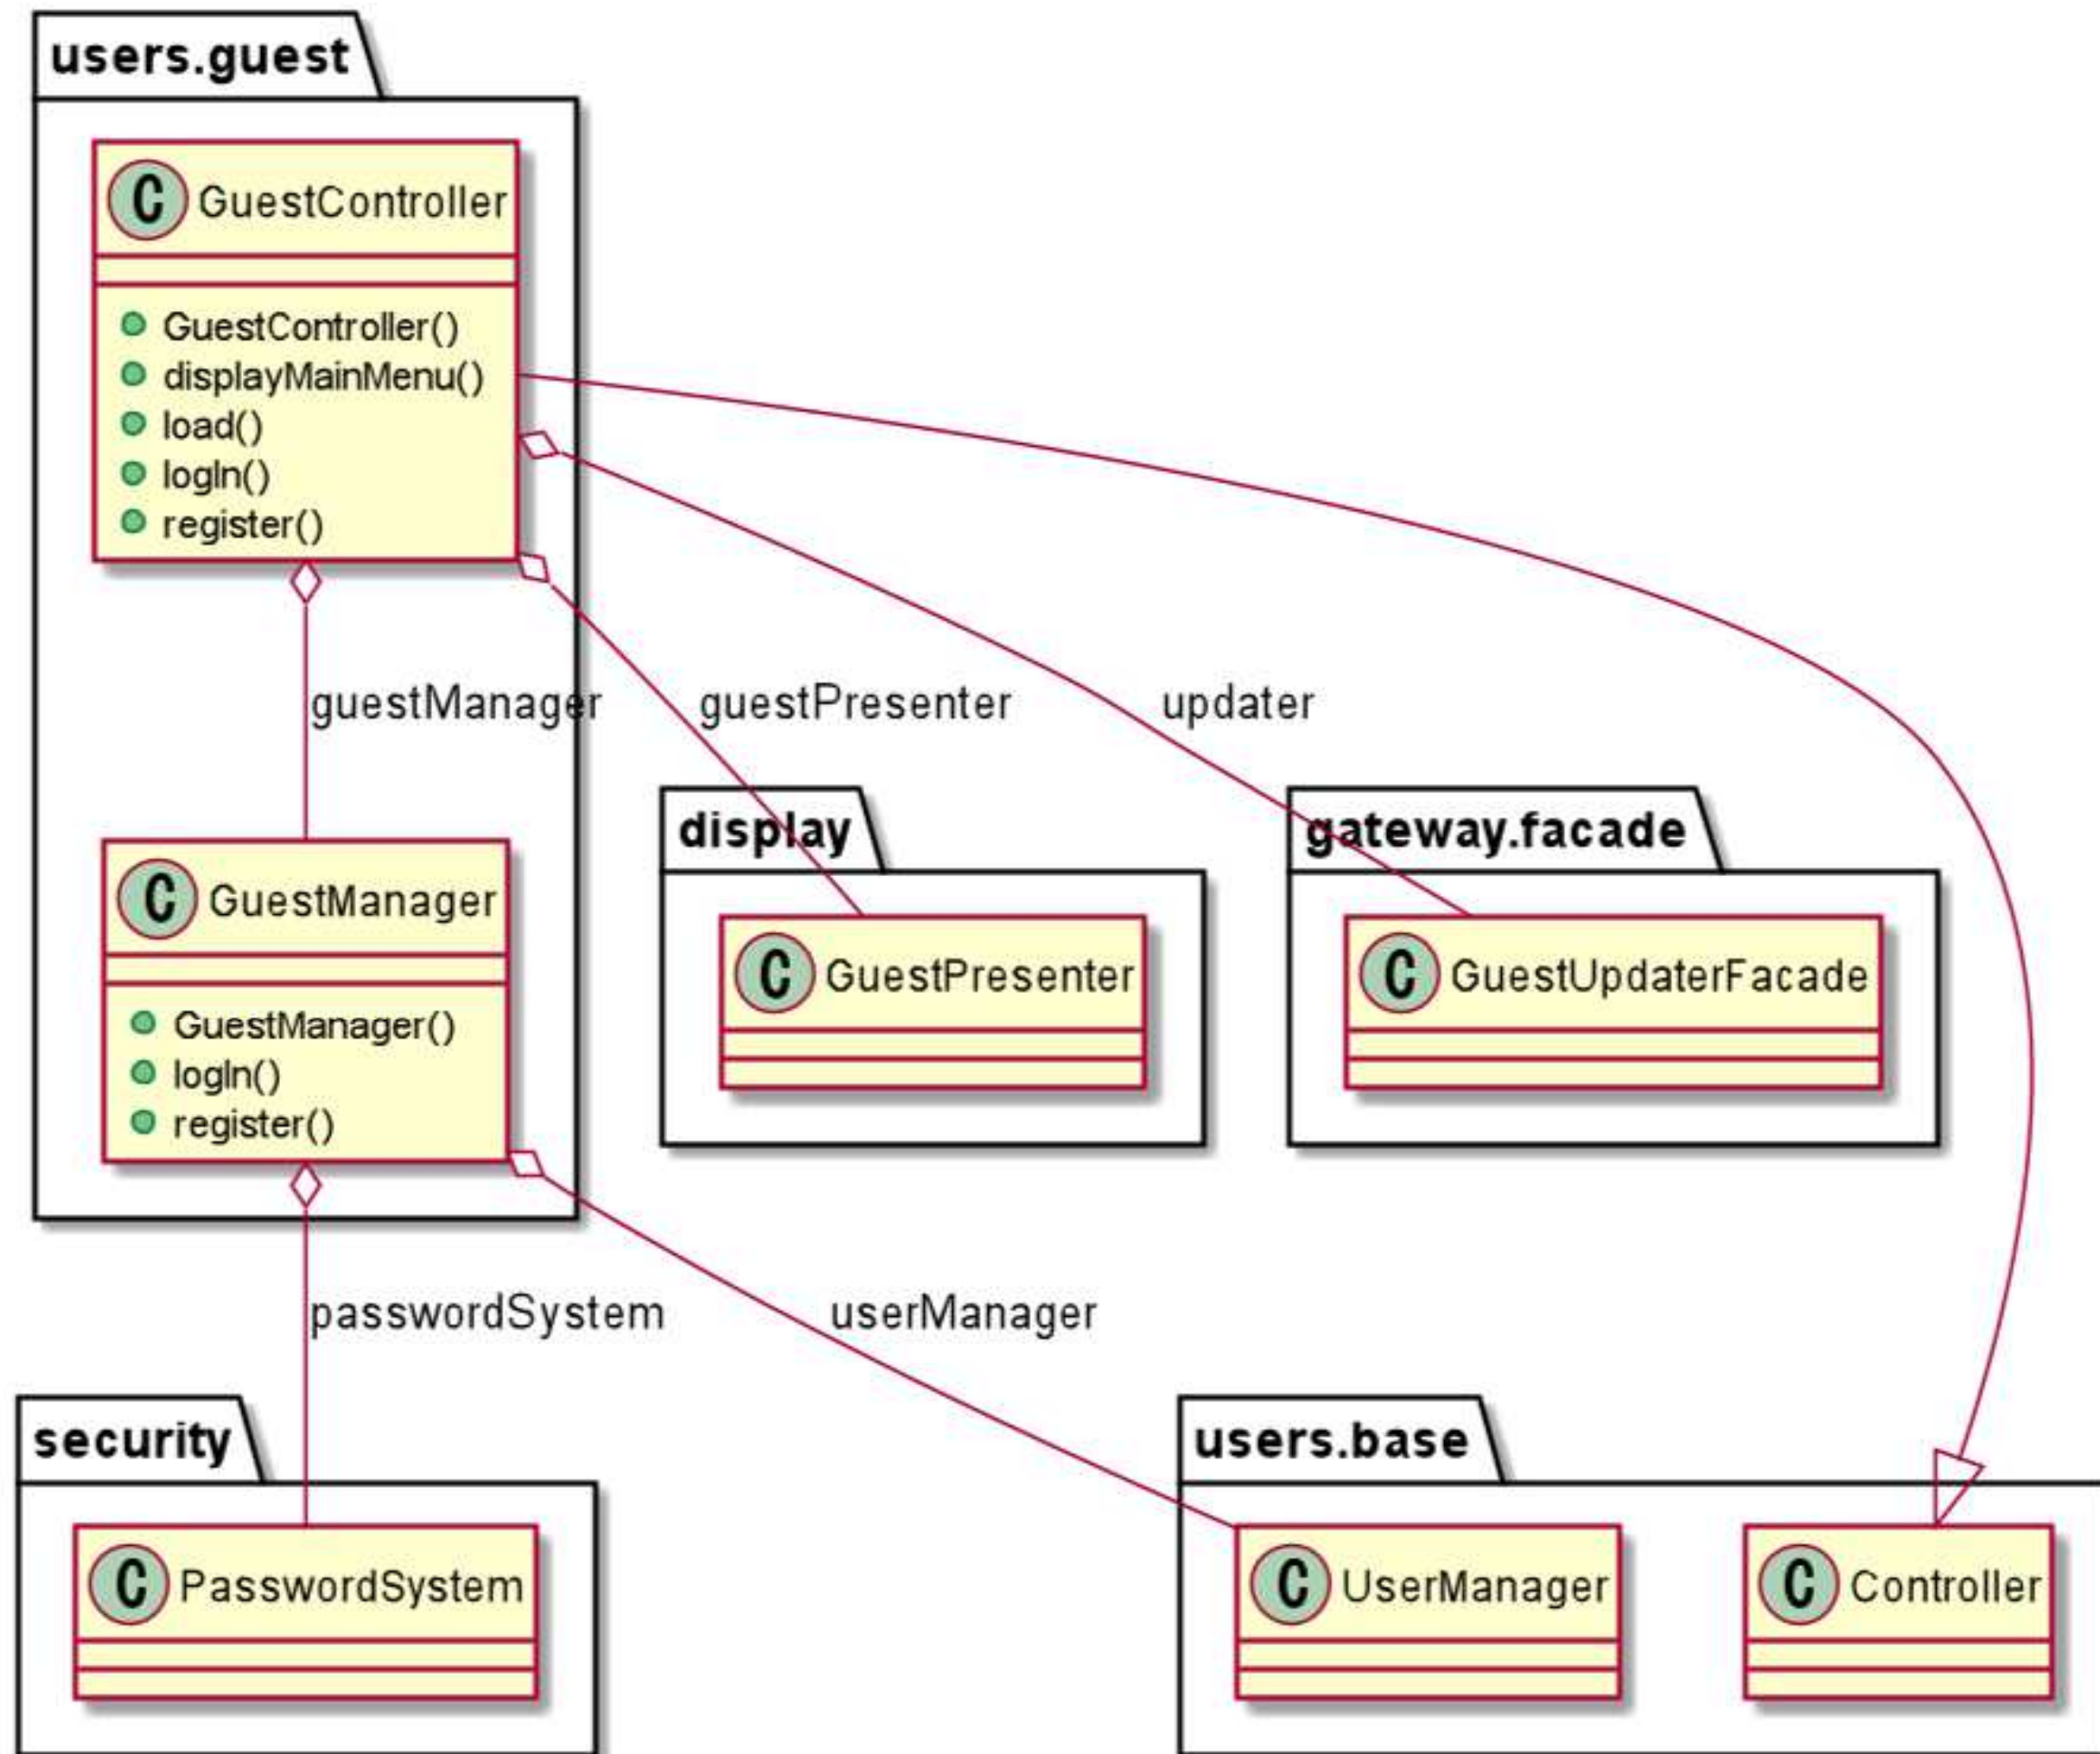 users.guest
C GuestController
GuestController()
displayMainMenu()
load()
logIn()
register()
guestManager
guestPresenter
updater
C GuestManager
GuestManager()
logIn()
register()
display
C GuestPresenter
gateway.facade
C GuestUpdaterFacade
passwordSystem
userManager
security
C PasswordSystem
users.base
C UserManager
C Controller